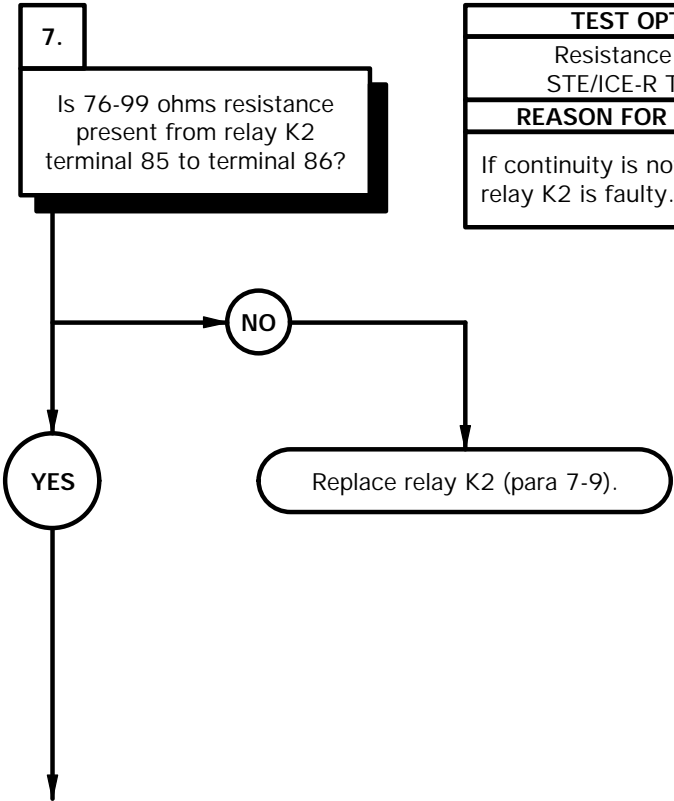 7.
Is 76-99 ohms resistance
present from relay K2
terminal 85 to terminal 86?
TEST OPT
Resistance
STE/ICE-R T
REASON FOR
If continuity is no
relay K2 is faulty.
NO
YES
Replace relay K2 (para 7-9).